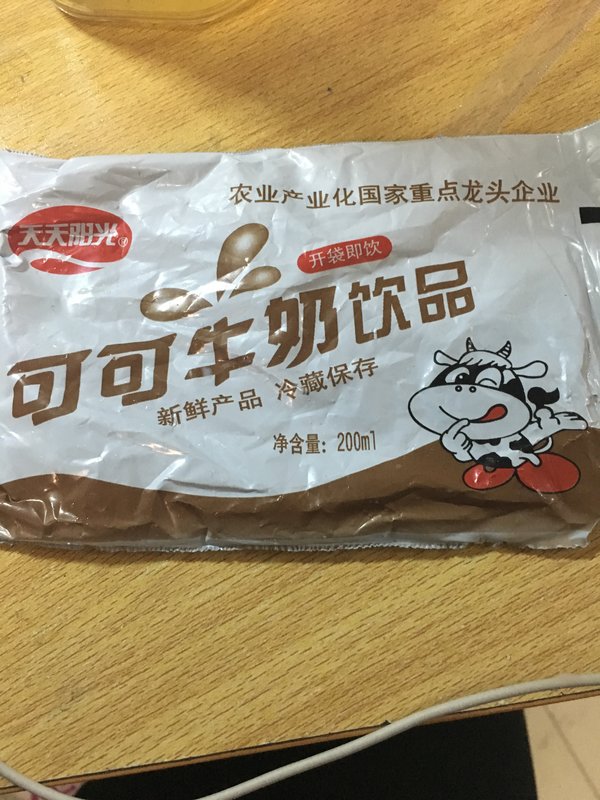 农业产业化国家重点龙头企业
天天阳光
开袋即饮
可可牛奶饮品
新鲜产品 冷藏保存
净含量：200ml